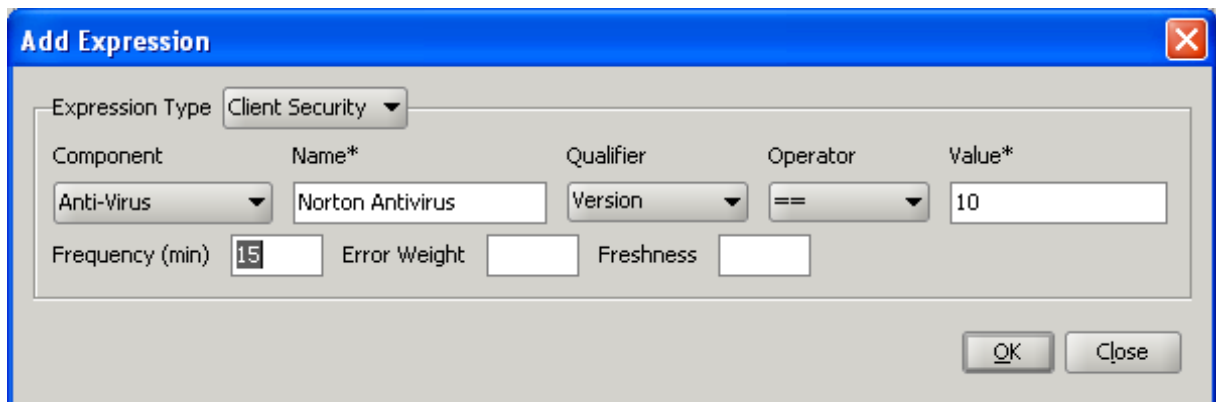 Add Expression
Expression Type Client Security
Component Name* Qualifier Operator Value*
Anti-Virus Norton Antivirus Version == 10
Frequency (min) 15 Error Weight Freshness
OK Close